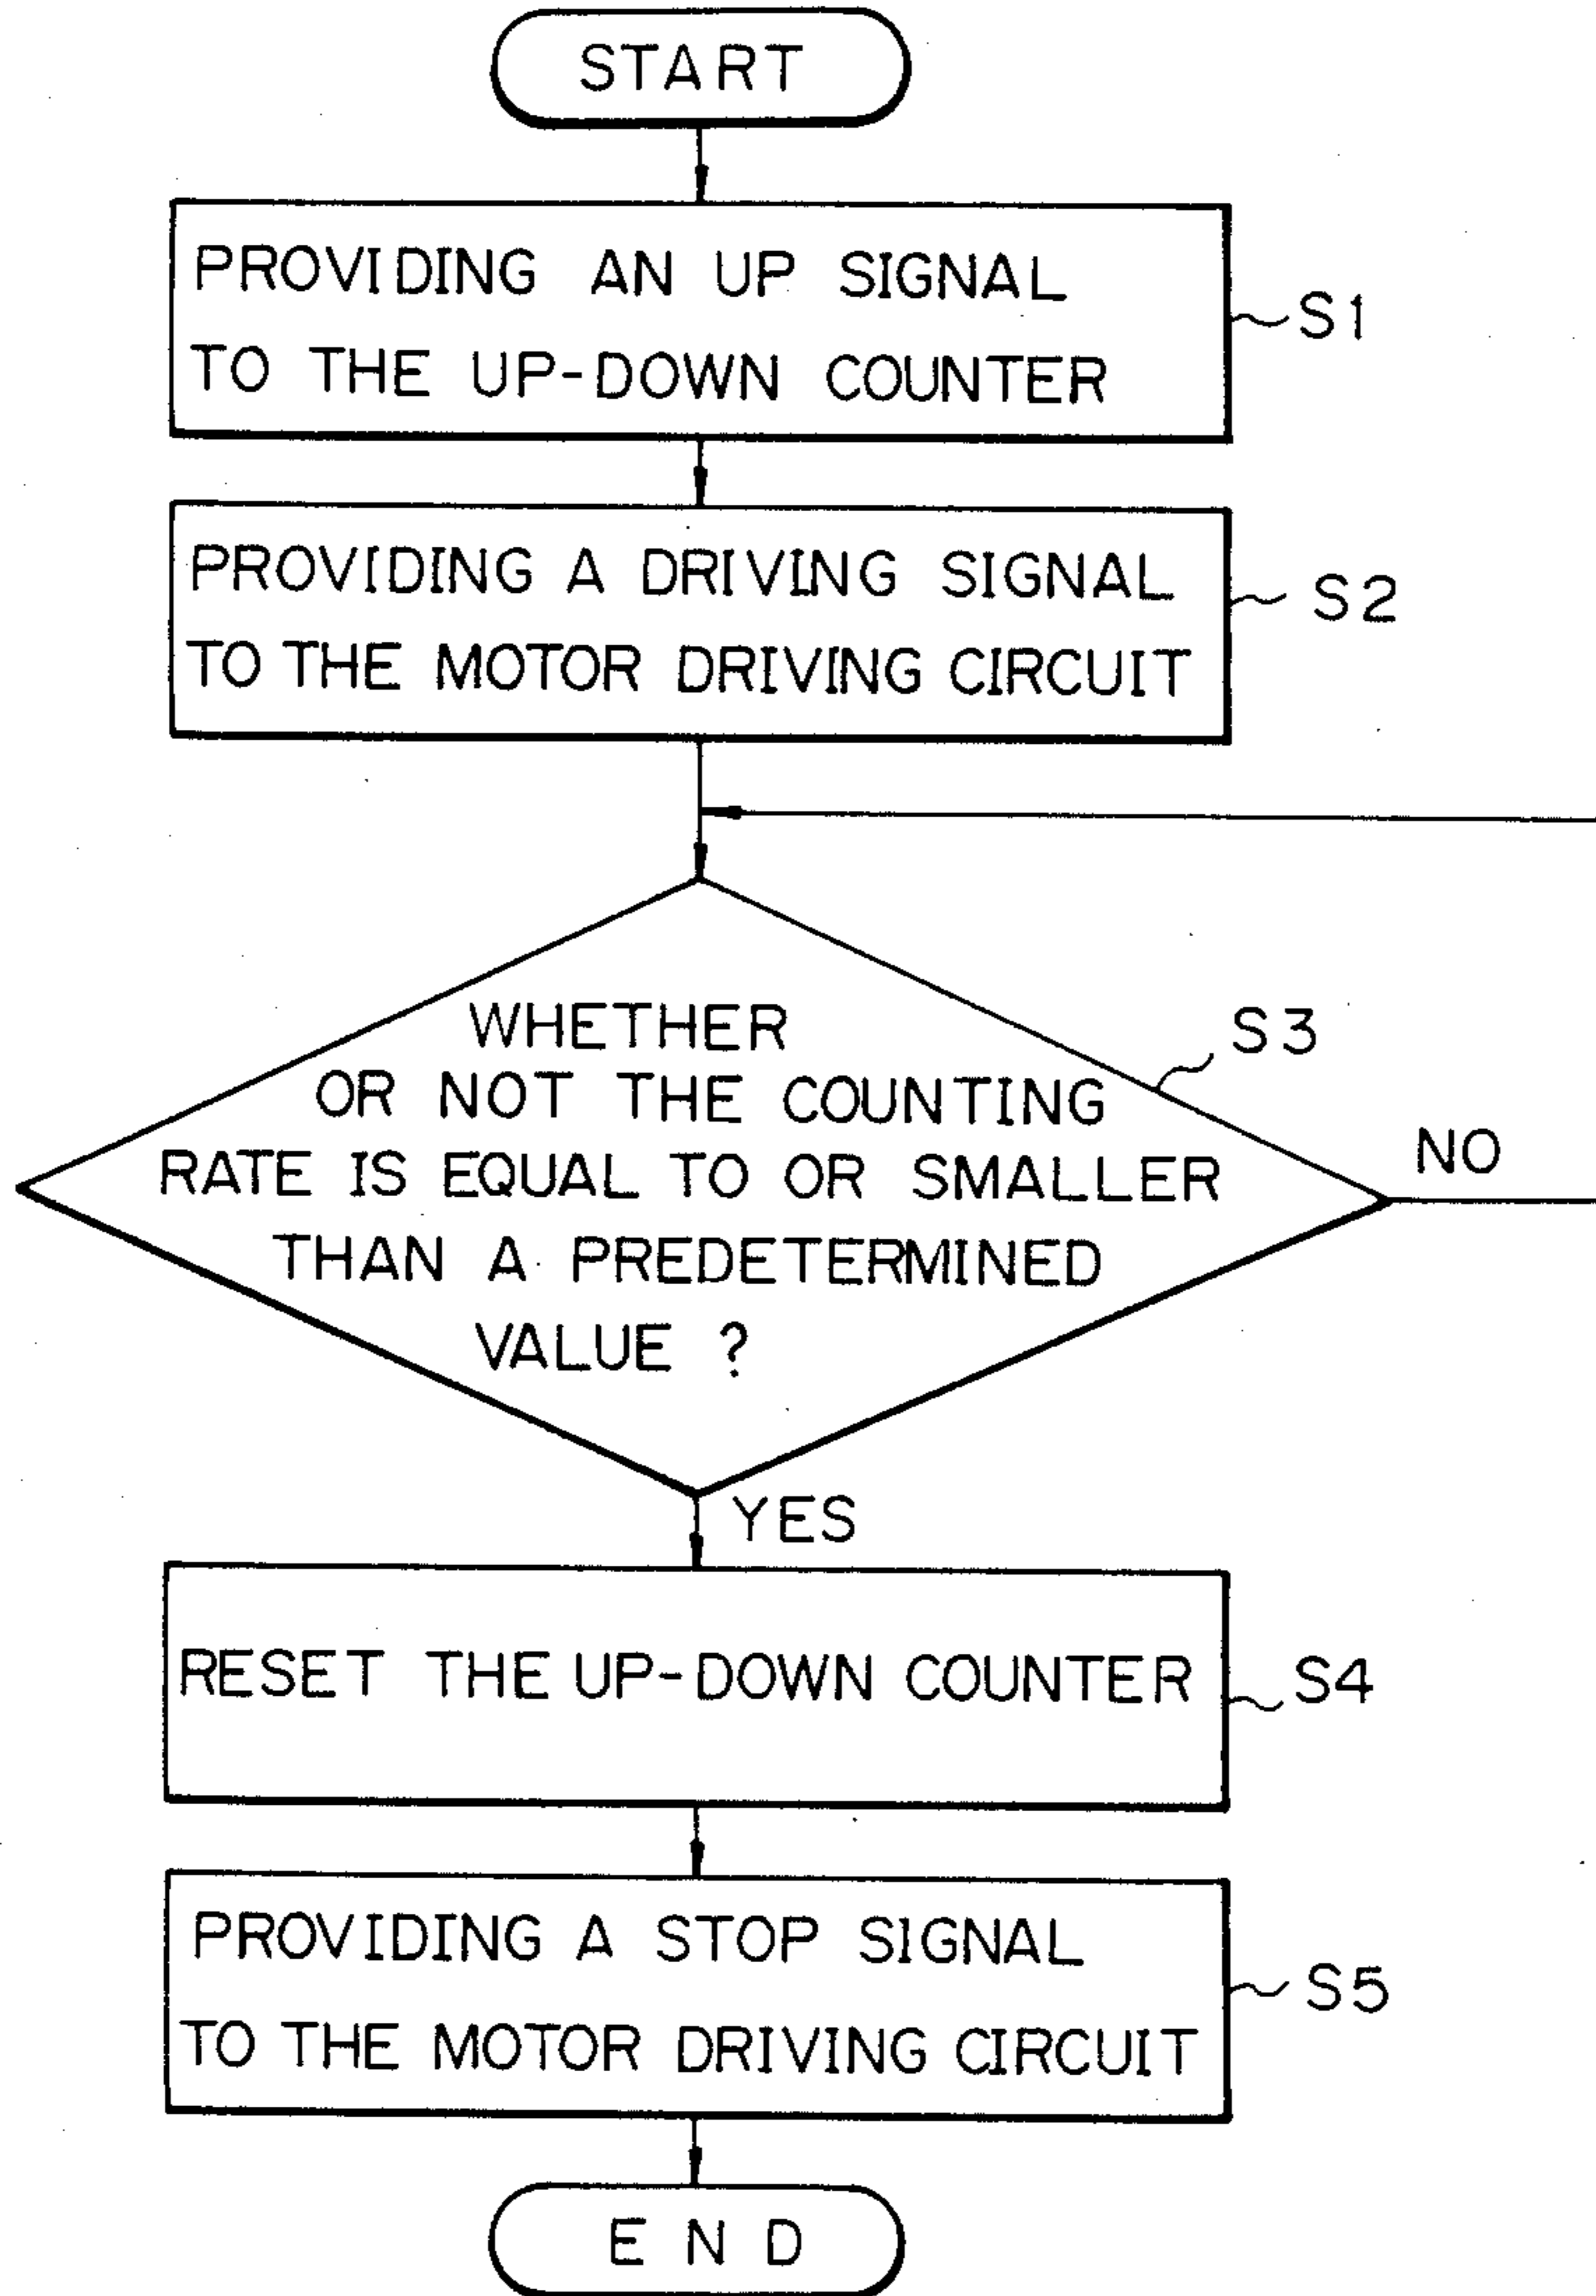 START
PROVIDING AN UP SIGNAL
TO THE UP-DOWN COUNTER
S1
PROVIDING A DRIVING SIGNAL
TO THE MOTOR DRIVING CIRCUIT
S2
WHETHER
OR NOT THE COUNTING
RATE IS EQUAL TO OR SMALLER
THAN A PREDETERMINED
VALUE ?
S3
NO
YES
RESET THE UP-DOWN COUNTER
S4
PROVIDING A STOP SIGNAL
TO THE MOTOR DRIVING CIRCUIT
S5
END